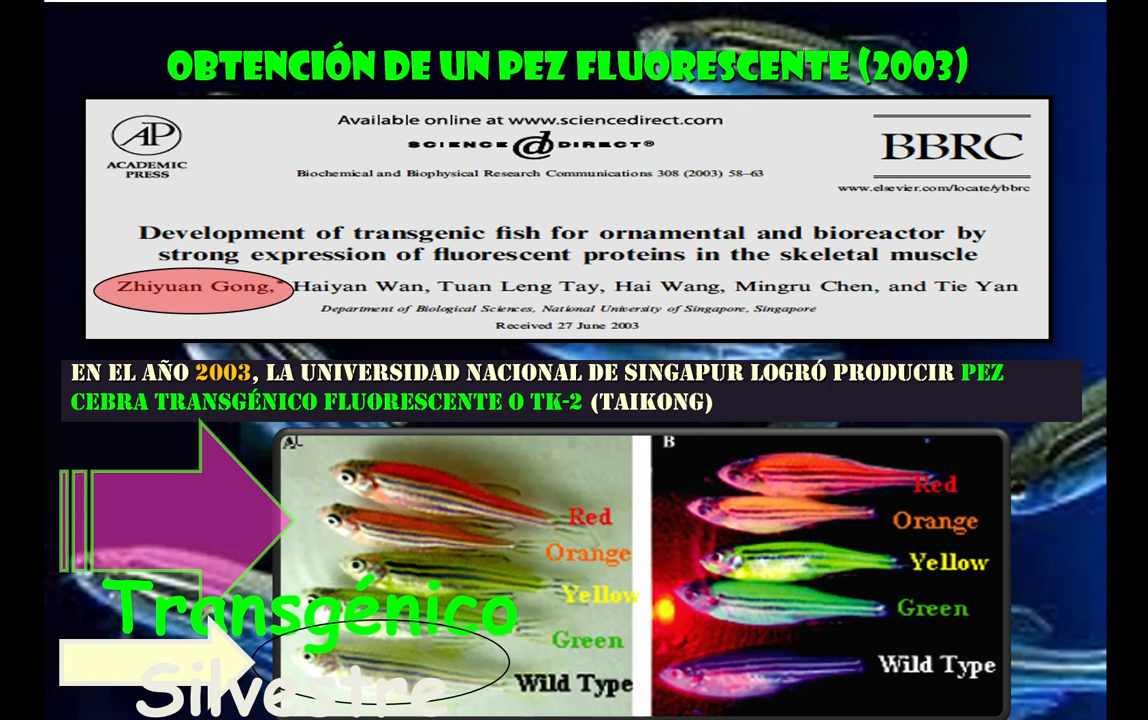 OBTENCIÓN DE UN PEZ FLUORESCENTE (2003)
AP
ACADEMIC
PRESS
Available online at www.sciencedirect.com
SCIENCE d DIRECT®
Biochemical and Biophysical Research Communications 308 (2003) 58–63
BBRC
www.elsevier.com/locate/ybbrc
Development of transgenic fish for ornamental and bioreactor by
strong expression of fluorescent proteins in the skeletal muscle
Zhiyuan Gong,* Haiyan Wan, Tuan Leng Tay, Hai Wang, Mingru Chen, and Tie Yan
Department of Biological Sciences, National University of Singapore, Singapore
Received 27 June 2003
EN EL AÑO 2003, LA UNIVERSIDAD NACIONAL DE SINGAPUR LOGRÓ PRODUCIR PEZ
CEBRA TRANSGÉNICO FLUORESCENTE O TK-2 (TAIKONG)
A
Red
Orange
Yellow
Green
Wild Type
B
Red
Orange
Yellow
Green
Wild Type
Transgénico
Silvestre